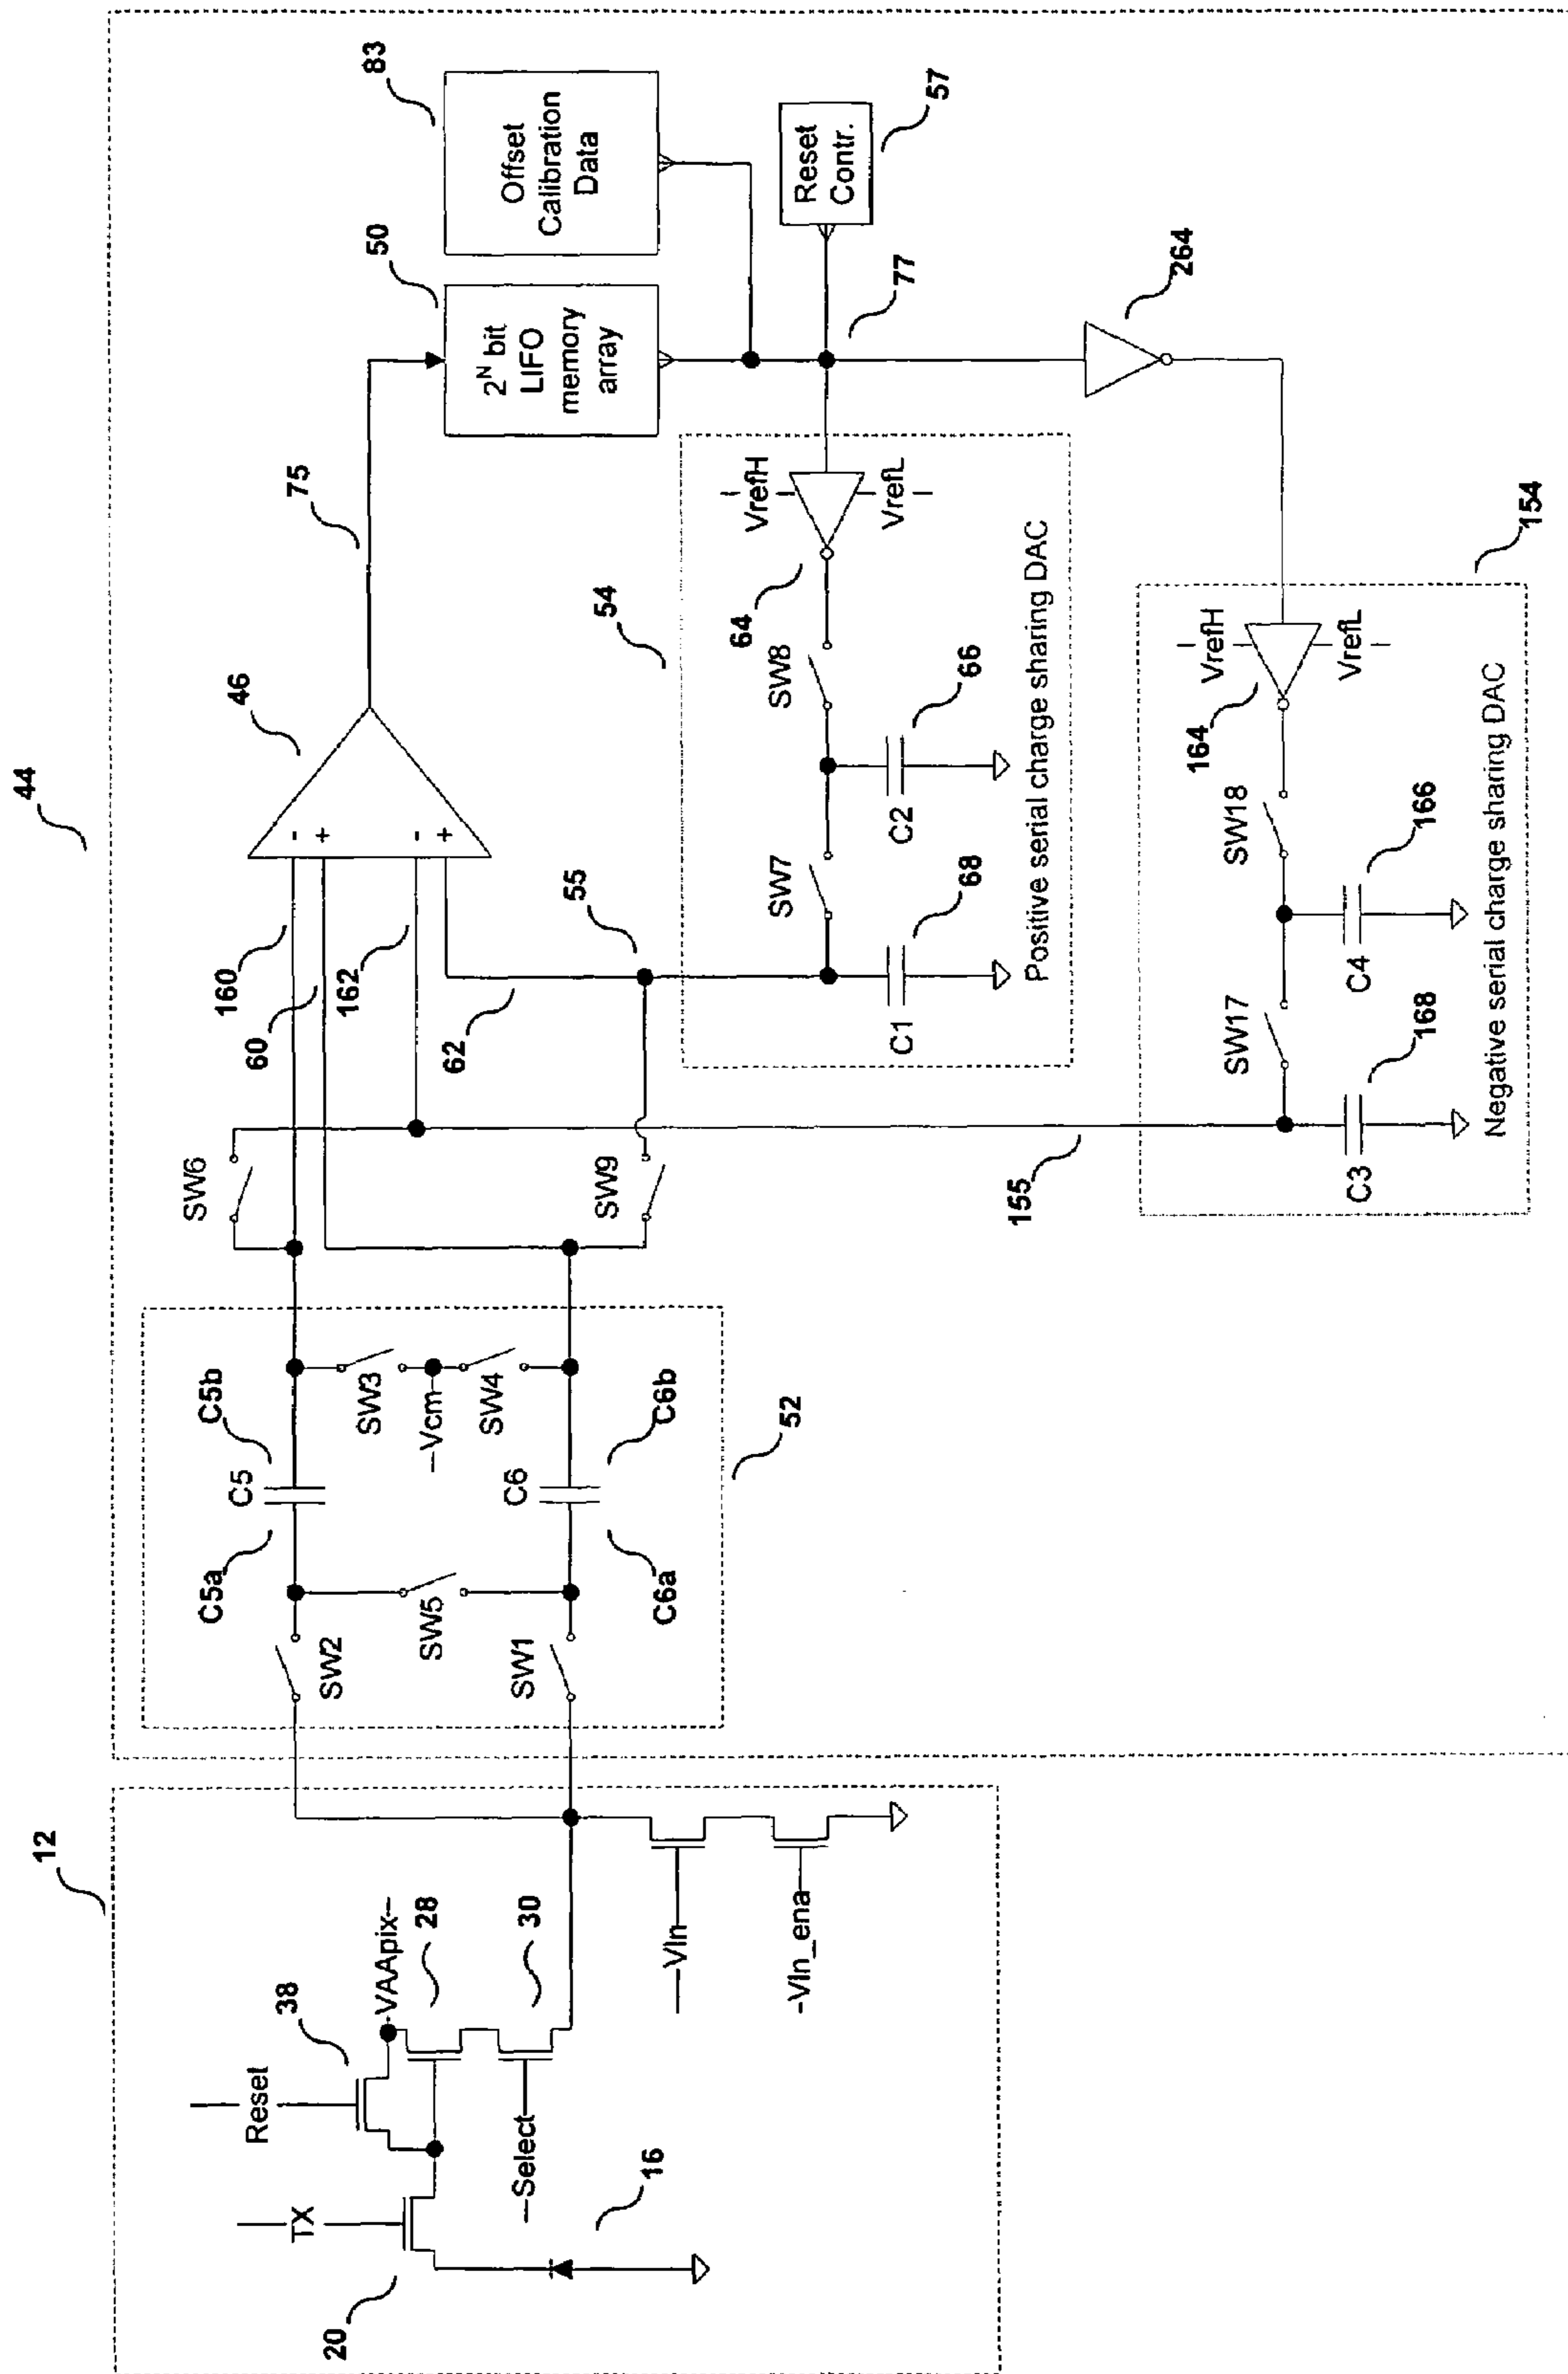 12
44
Reset
38
TX
20
-VAApix-
28
30
--Select
16
--Vln
-Vln_ena
SW2
SW1
SW5
C5a
C5
C5b
C6a
C6
C6b
SW3
--Vcm
SW4
52
SW6
SW9
160
60
162
62
-
+
-
+
46
75
55
54
SW7
SW8
64
VrefH
VrefL
C1
68
C2
66
Positive serial charge sharing DAC
50
2N bit
LIFO
memory
array
83
Offset
Calibration
Data
Reset
Contr.
57
77
264
155
154
SW17
SW18
164
VrefH
VrefL
C3
168
C4
166
Negative serial charge sharing DAC